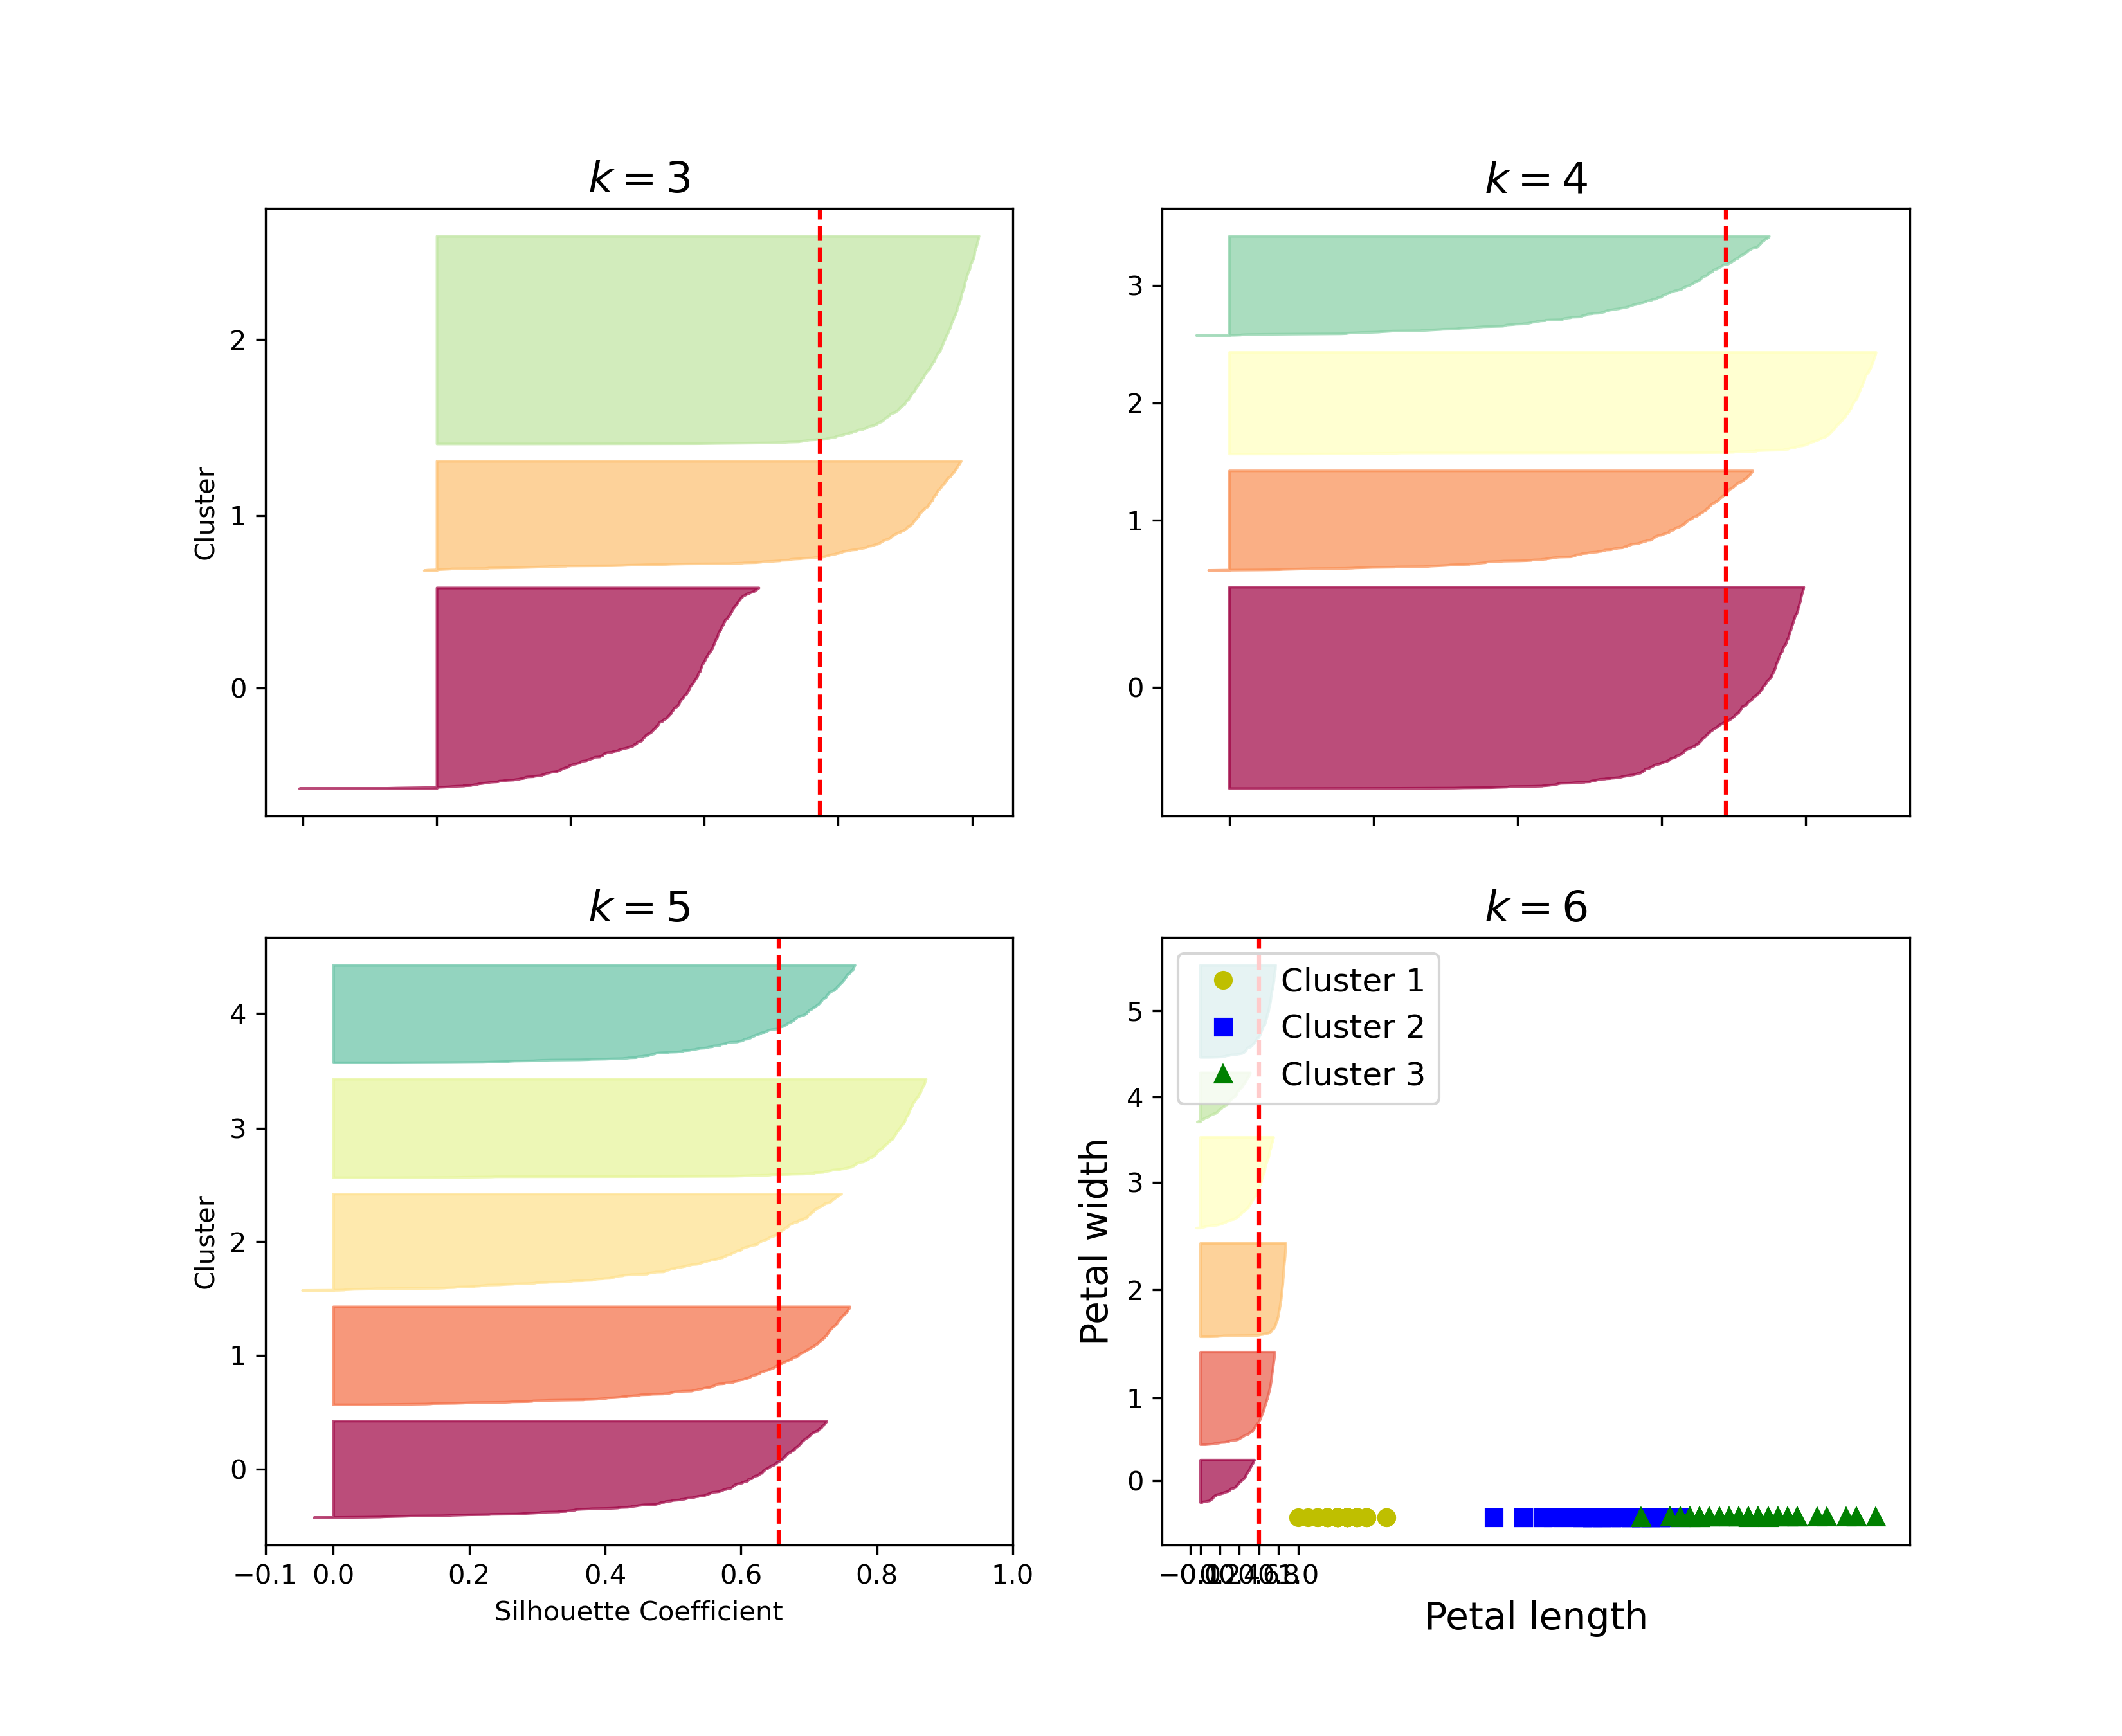 k = 3
2
1
0
Cluster
k = 4
3
2
1
0
k = 5
4
3
2
1
0
Cluster
−0.1 0.0 0.2 0.4 0.6 0.8 1.0
Silhouette Coefficient
k = 6
Cluster 1
Cluster 2
Cluster 3
5
4
3
2
1
0
Petal width
Petal length